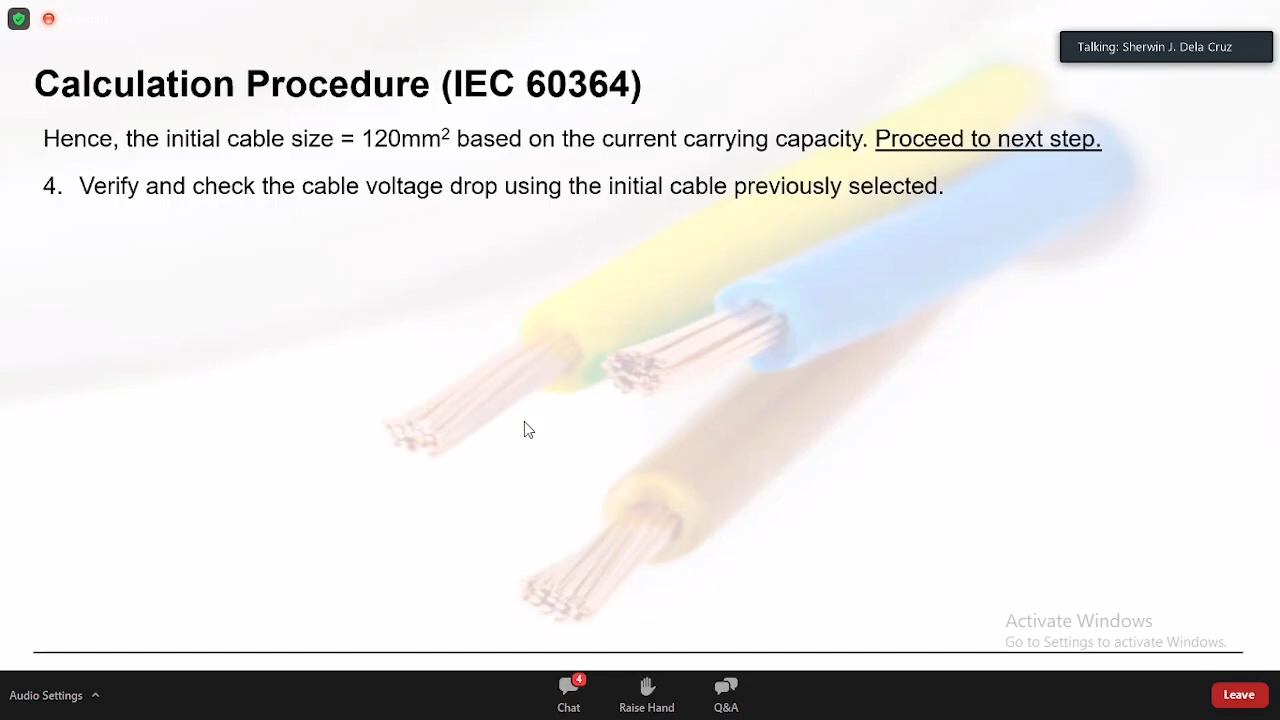 Talking: Sherwin J. Dela Cruz
Calculation Procedure (IEC 60364)
Hence, the initial cable size = 120mm² based on the current carrying capacity. Proceed to next step.
4. Verify and check the cable voltage drop using the initial cable previously selected.
Activate Windows
Go to Settings to activate Windows.
Audio Settings
4
Chat
Raise Hand
Q&A
Leave